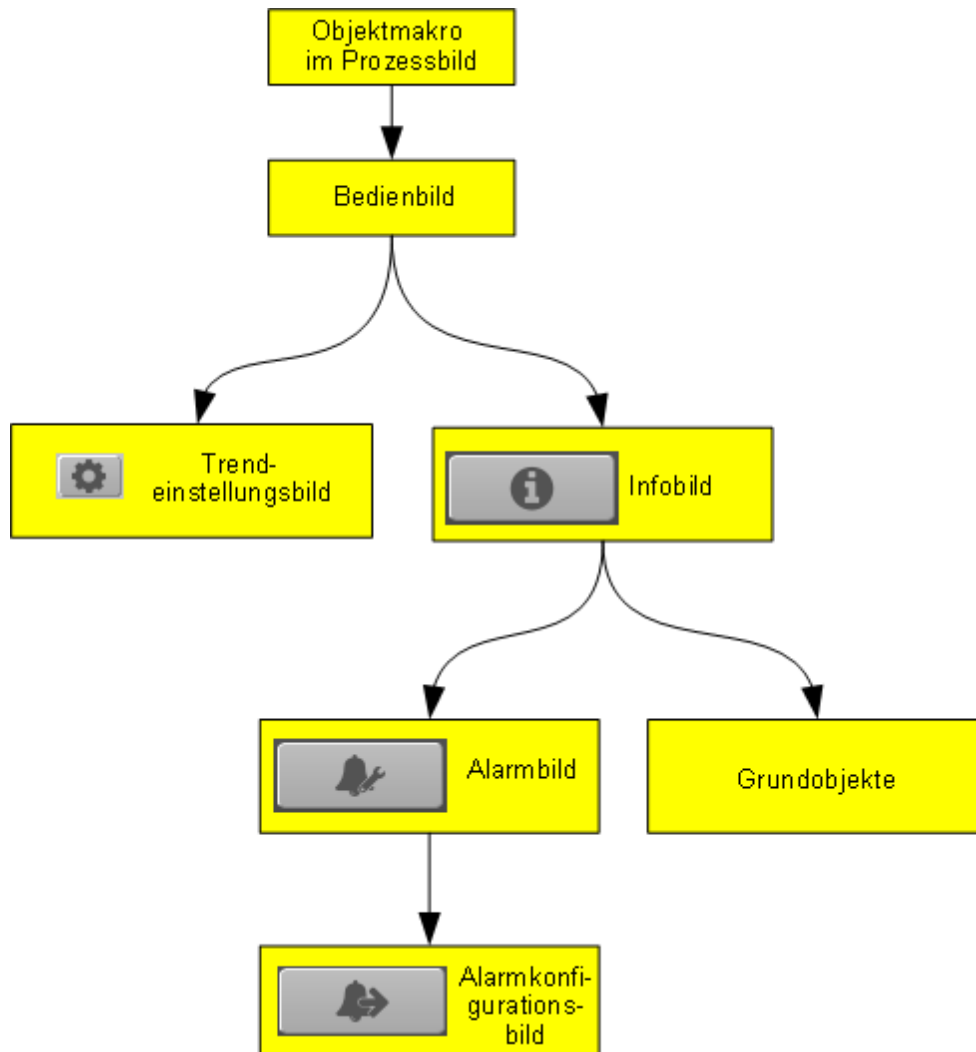 Objektmakro
im Prozessbild
Bedienbild
Trend-
einstellungsbild
Infobild
Alarmbild
Grundobjekte
Alarmkonfi-
gurations-
bild